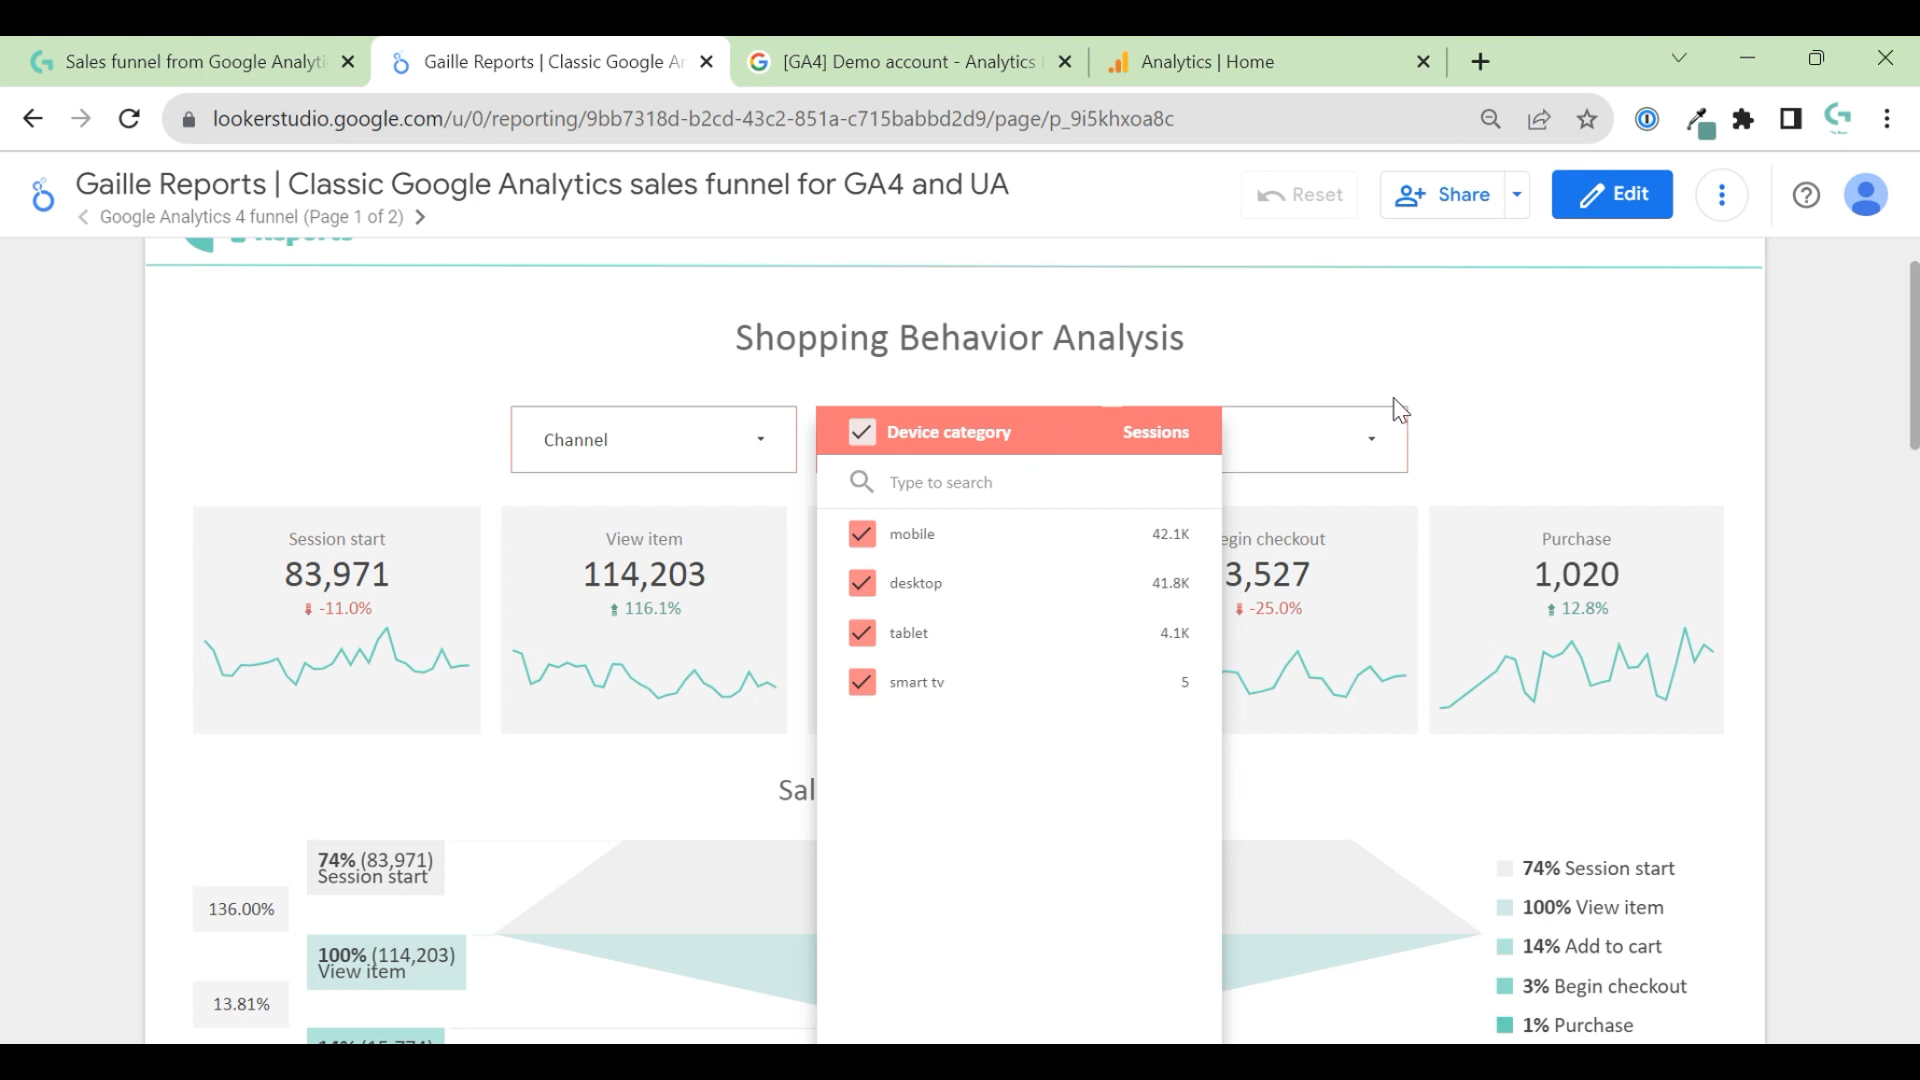 Sales funnel from Google Analyti
Gaille Reports | Classic Google An
[GA4] Demo account - Analytics
Analytics | Home
lookerstudio.google.com/u/0/reporting/9bb7318d-b2cd-43c2-851a-c715babbd2d9/page/p_9i5khxoa8c
Gaille Reports | Classic Google Analytics sales funnel for GA4 and UA
Google Analytics 4 funnel (Page 1 of 2)
Reset
Share
Edit
Shopping Behavior Analysis
Channel
Device category
Sessions
Type to search
mobile 42.1K
desktop 41.8K
tablet 4.1K
smart tv 5
Session start
83,971
-11.0%
View item
114,203
116.1%
egin checkout
3,527
-25.0%
Purchase
1,020
12.8%
Sal
74% (83,971)
Session start
136.00%
100% (114,203)
View item
13.81%
74% Session start
100% View item
14% Add to cart
3% Begin checkout
1% Purchase